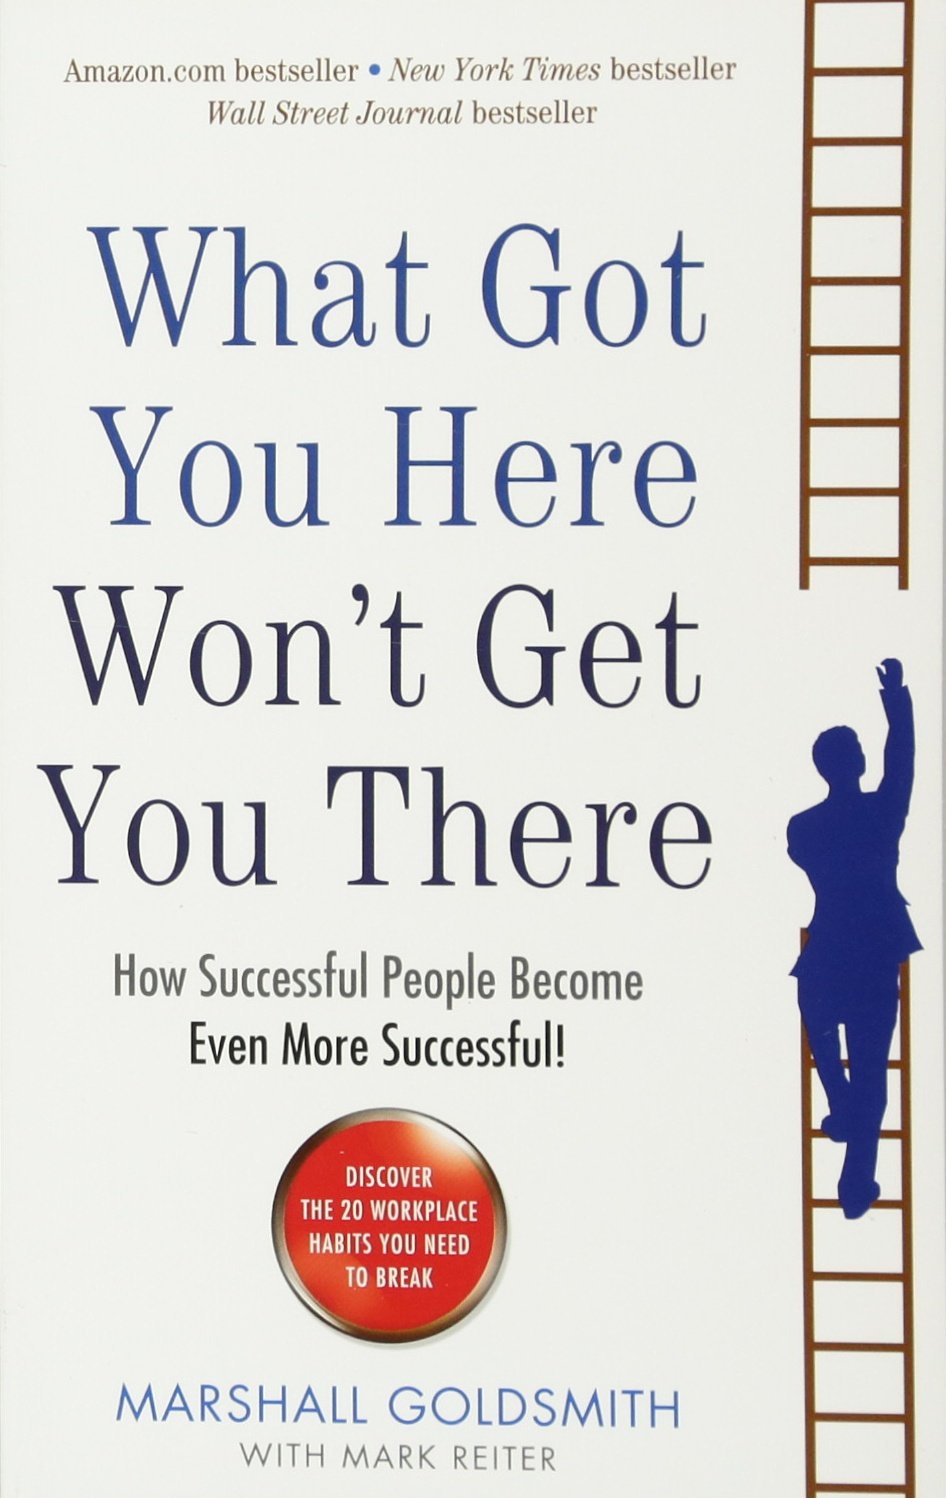 Amazon.com bestseller • New York Times bestseller
Wall Street Journal bestseller
What Got
You Here
Won't Get
You There
How Successful People Become
Even More Successful!
DISCOVER
THE 20 WORKPLACE
HABITS YOU NEED
TO BREAK
MARSHALL GOLDSMITH
WITH MARK REITER